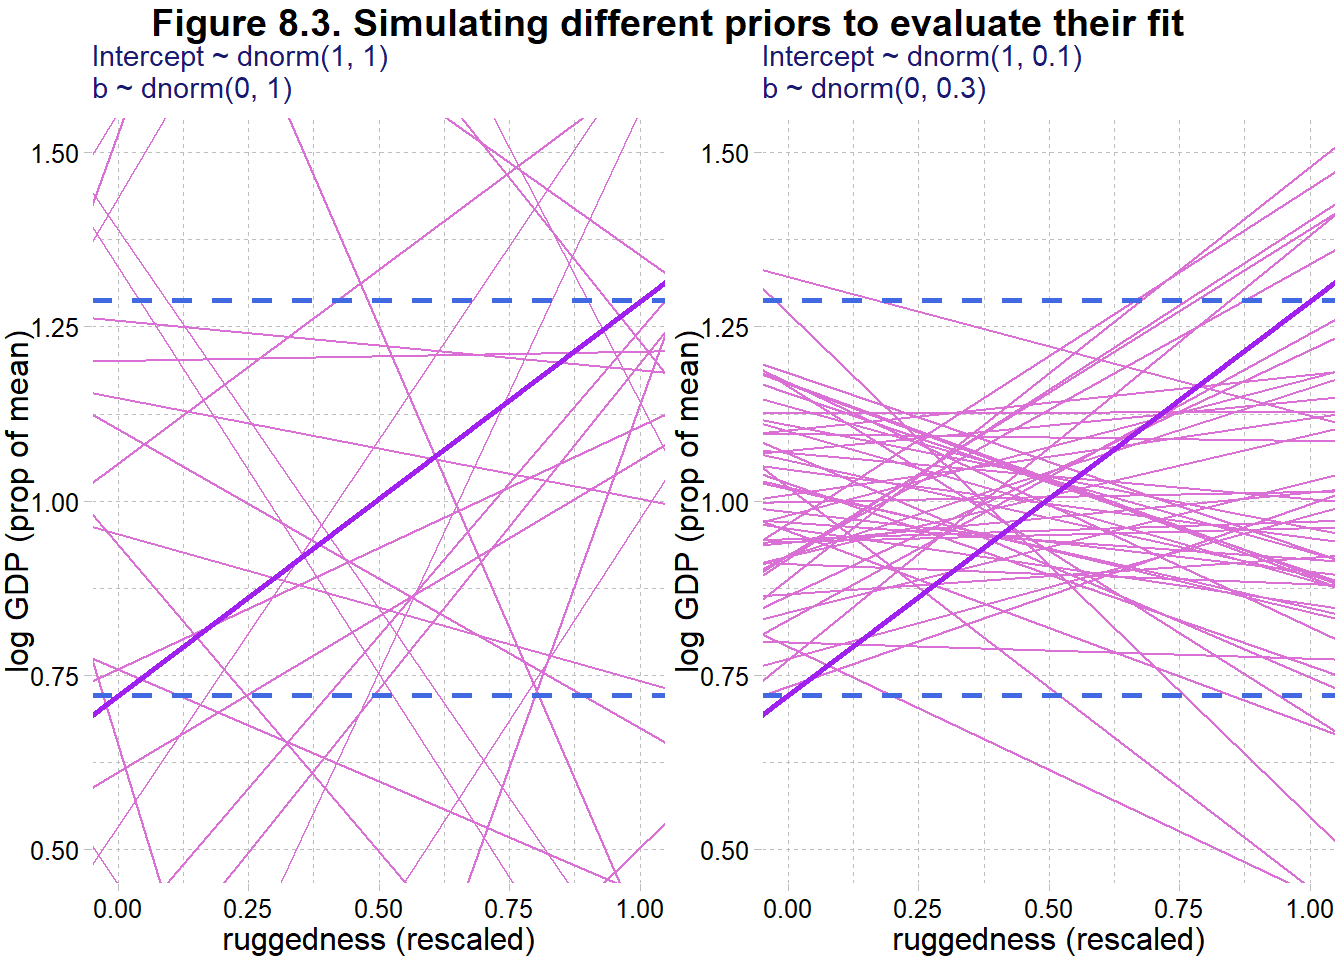 Figure 8.3. Simulating different priors to evaluate their fit
Intercept ~ dnorm(1, 1)
b ~ dnorm(0, 1)
log GDP (prop of mean)
1.50
1.25
1.00
0.75
0.50
0.00 0.25 0.50 0.75 1.00
ruggedness (rescaled)
Intercept ~ dnorm(1, 0.1)
b ~ dnorm(0, 0.3)
log GDP (prop of mean)
1.50
1.25
1.00
0.75
0.50
0.00 0.25 0.50 0.75 1.00
ruggedness (rescaled)